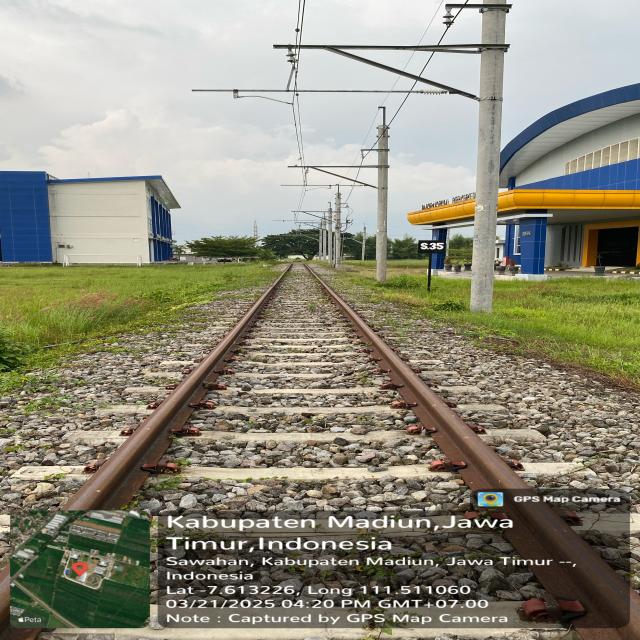 S.35
GPS Map Camera
Kabupaten Madiun,Jawa
Timur,Indonesia
Sawahan, Kabupaten Madiun, Jawa Timur --,
Indonesia
Lat -7.613226, Long 111.511060
03/21/2025 04:20 PM GMT+07.00
Note : Captured by GPS Map Camera
Peta